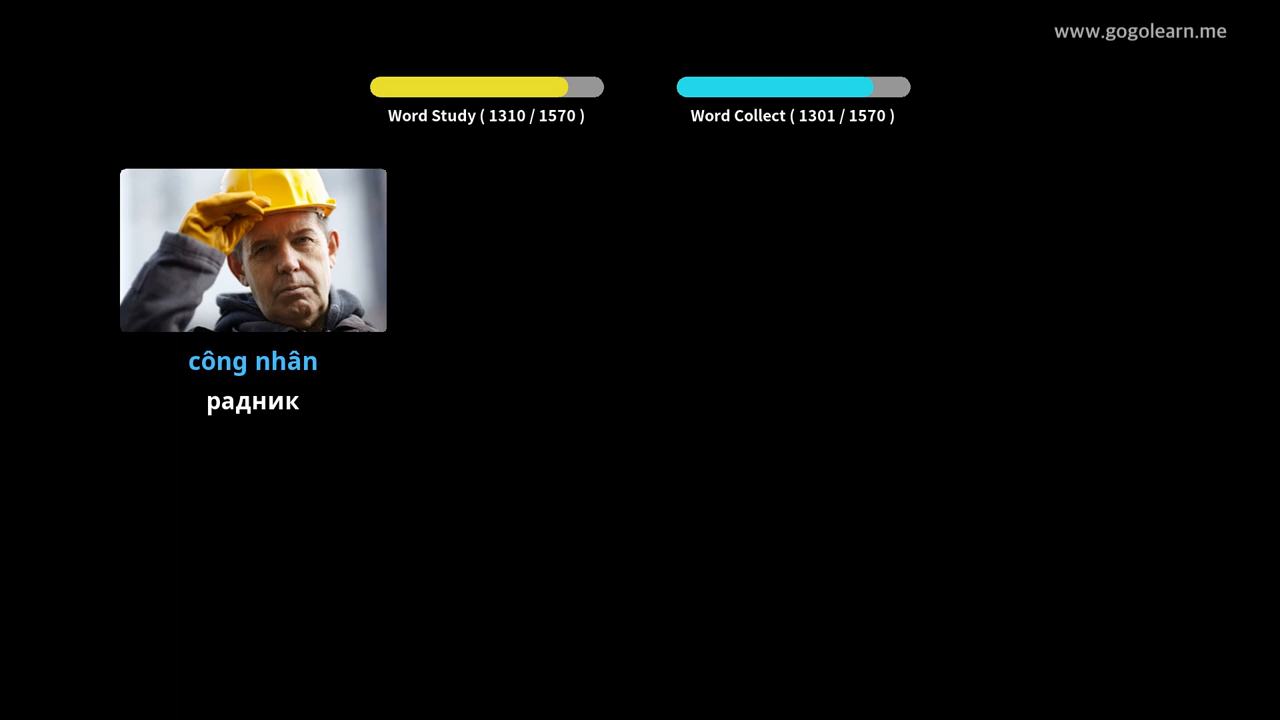 www.gogolearn.me
Word Study ( 1310 / 1570 )
Word Collect ( 1301 / 1570 )
công nhân
радник